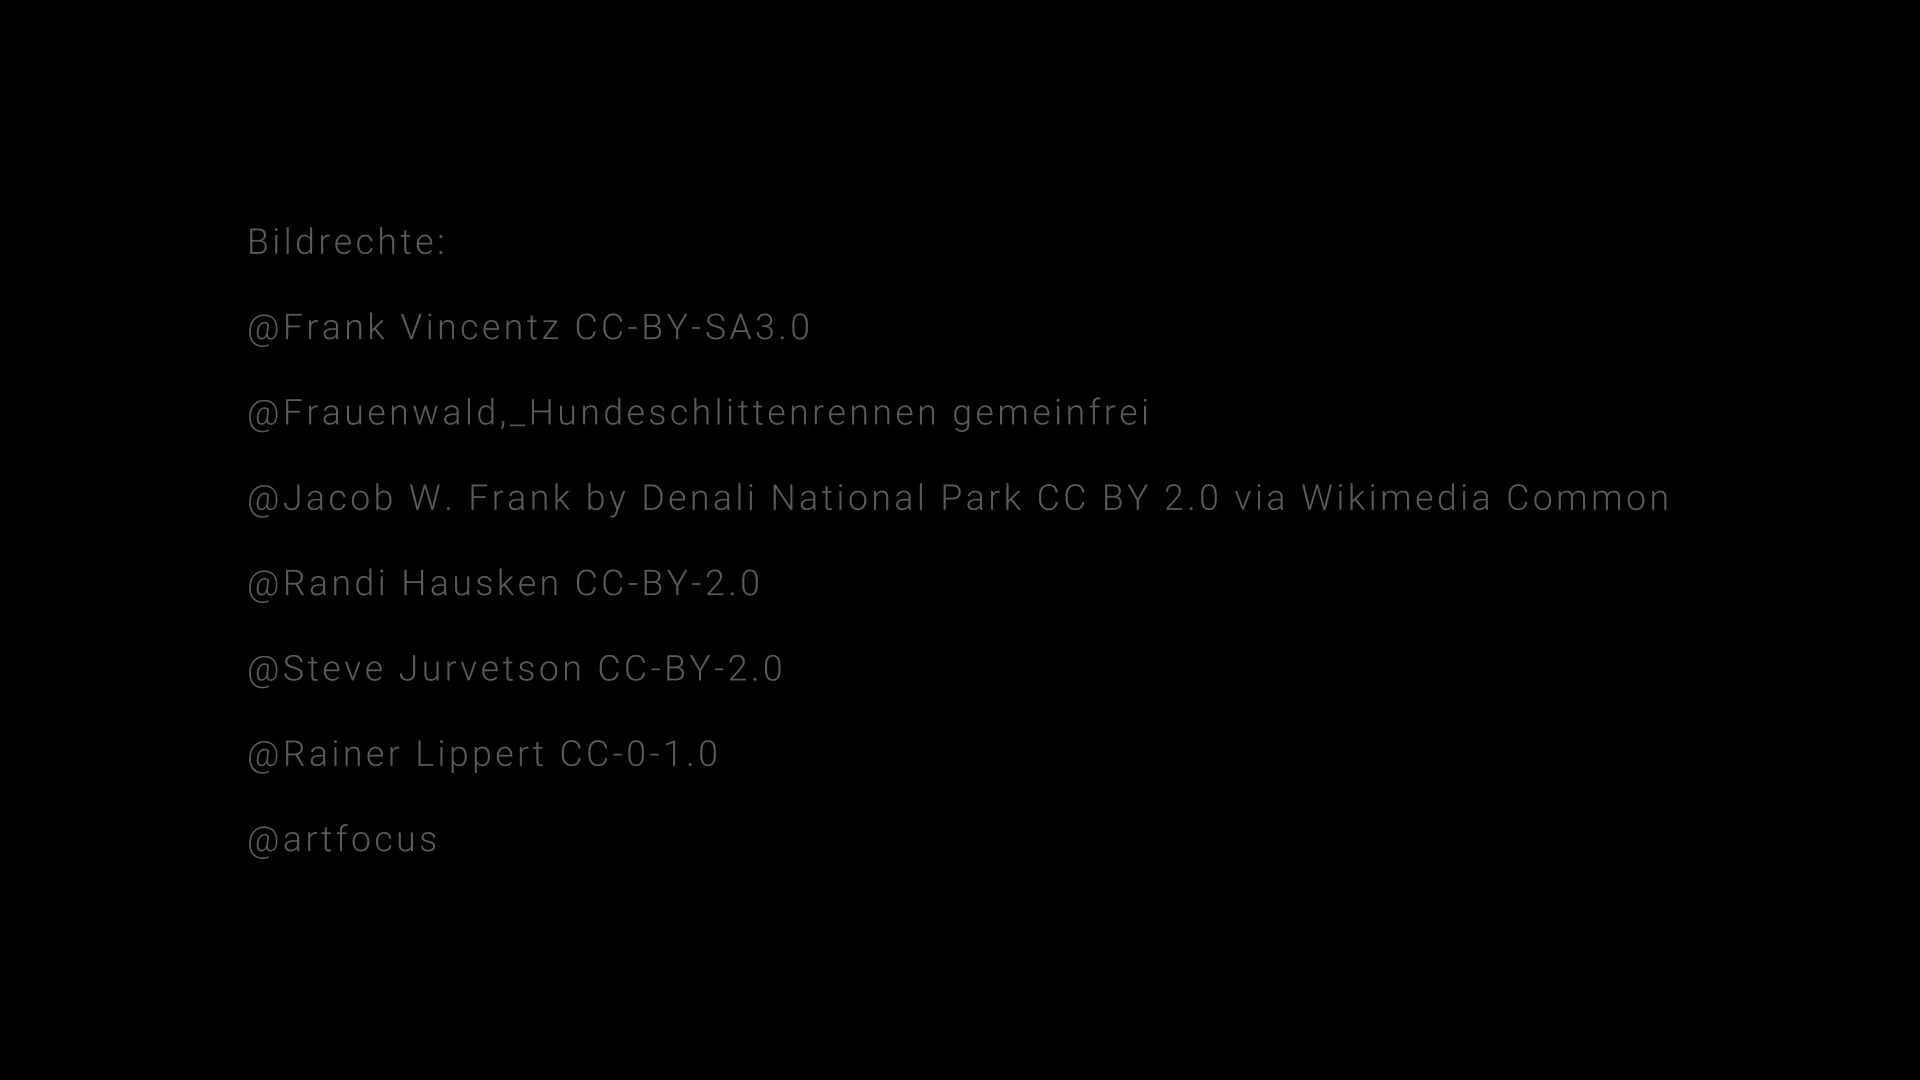 Bildrechte:
@Frank Vincentz CC-BY-SA3.0
@Frauenwald,_Hundeschlittenrennen gemeinfrei
@Jacob W. Frank by Denali National Park CC BY 2.0 via Wikimedia Common
@Randi Hausken CC-BY-2.0
@Steve Jurvetson CC-BY-2.0
@Rainer Lippert CC-0-1.0
@artfocus